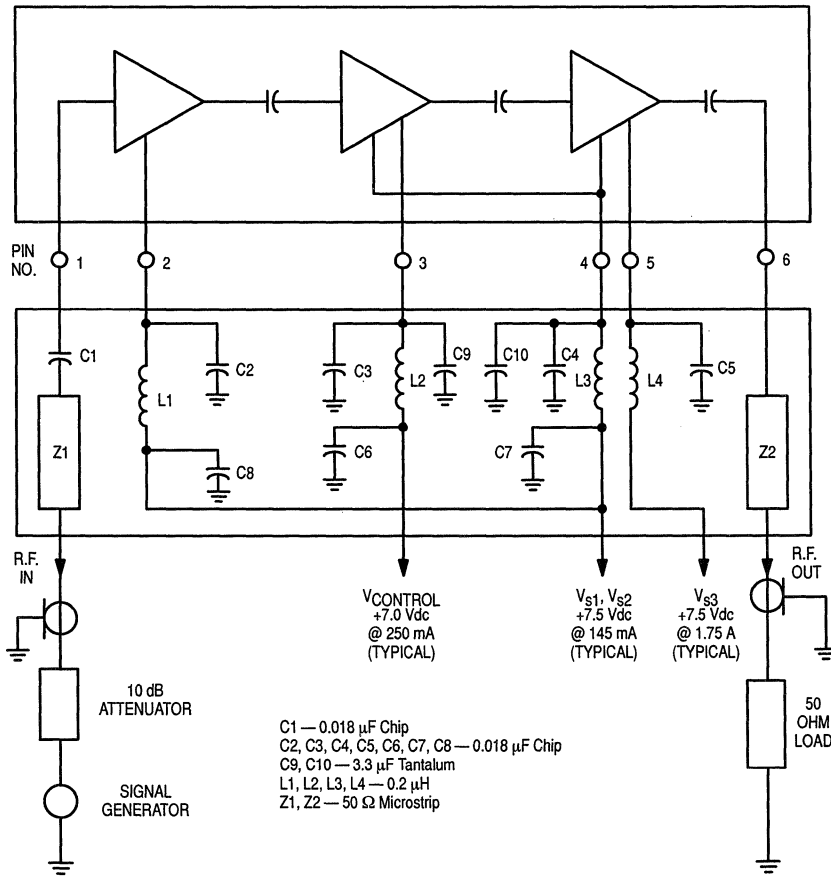 PIN
NO.
1
2
3
4
5
6
C1
C2
C3
C9
C10
C4
C5
L1
L2
L3
L4
Z1
Z2
C6
C7
C8
R.F.
IN
R.F.
OUT
VCONTROL
+7.0 Vdc
@ 250 mA
(TYPICAL)
VS1, VS2
+7.5 Vdc
@ 145 mA
(TYPICAL)
VS3
+7.5 Vdc
@ 1.75 A
(TYPICAL)
10 dB
ATTENUATOR
50
OHM
LOAD
SIGNAL
GENERATOR
C1 — 0.018 µF Chip
C2, C3, C4, C5, C6, C7, C8 — 0.018 µF Chip
C9, C10 — 3.3 µF Tantalum
L1, L2, L3, L4 — 0.2 µH
Z1, Z2 — 50 Ω Microstrip